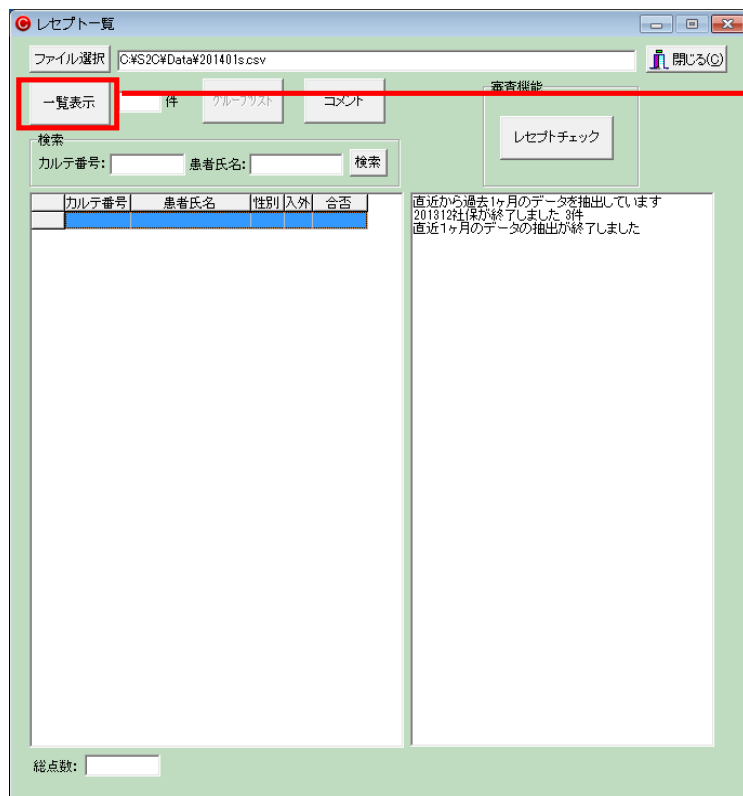 レセプト一覧
ファイル選択 C:¥S2C¥Data¥201401s.csv 閉じる(C)
一覧表示 件 グループリスト コメント 審査機能
レセプトチェック
検索
カルテ番号: 患者氏名: 検索
カルテ番号 患者氏名 性別 入外 合否
直近から過去1ヶ月のデータを抽出しています
201312社保が終了しました 3件
直近1ヶ月のデータの抽出が終了しました
総点数: